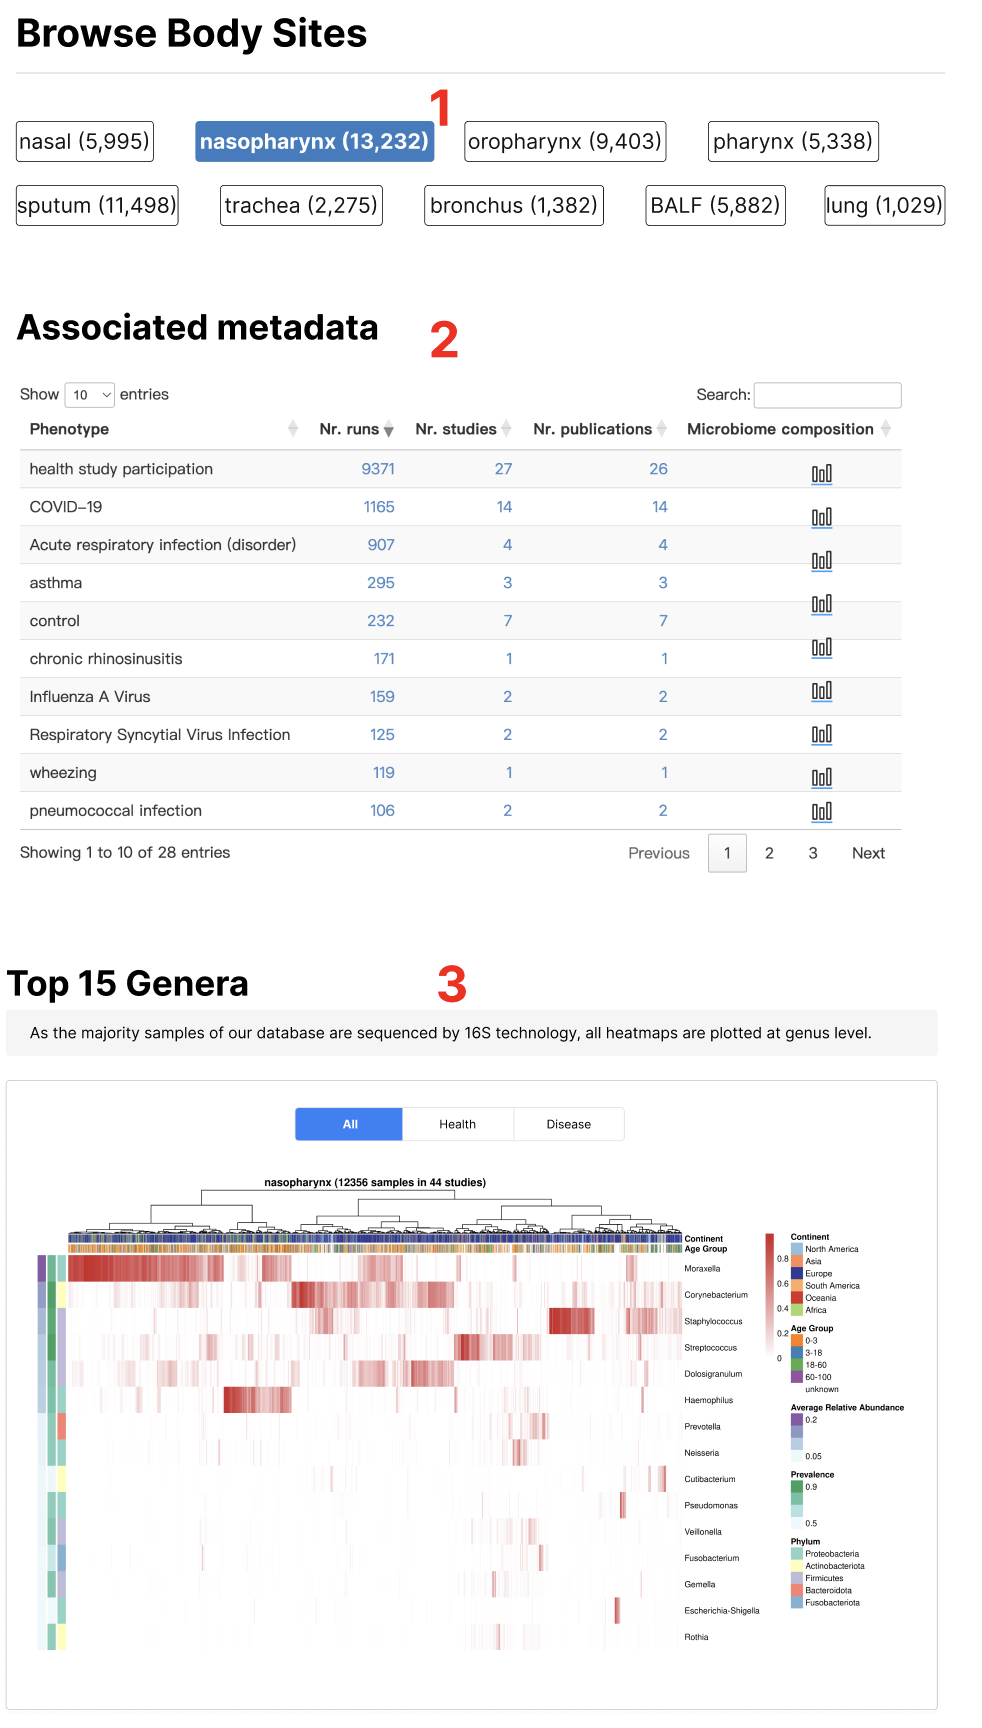 Browse Body Sites
1
nasal (5,995) nasopharynx (13,232) oropharynx (9,403) pharynx (5,338)
sputum (11,498) trachea (2,275) bronchus (1,382) BALF (5,882) lung (1,029)
Associated metadata 2
Show 10 entries Search:
Phenotype Nr. runs Nr. studies Nr. publications Microbiome composition
health study participation 9371 27 26
COVID-19 1165 14 14
Acute respiratory infection (disorder) 907 4 4
asthma 295 3 3
control 232 7 7
chronic rhinosinusitis 171 1 1
Influenza A Virus 159 2 2
Respiratory Syncytial Virus Infection 125 2 2
wheezing 119 1 1
pneumococcal infection 106 2 2
Showing 1 to 10 of 28 entries Previous 1 2 3 Next
Top 15 Genera 3
As the majority samples of our database are sequenced by 16S technology, all heatmaps are plotted at genus level.
All Health Disease
nasopharynx (12356 samples in 44 studies)
Continent
Age Group
Moraxella
Corynebacterium
Staphylococcus
Streptococcus
Dolosigranulum
Haemophilus
Prevotella
Neisseria
Cutibacterium
Pseudomonas
Veillonella
Fusobacterium
Gemella
Escherichia-Shigella
Rothia
0.8
0.6
0.4
0.2
0
Continent
North America
Asia
Europe
South America
Oceania
Africa
Age Group
0-3
3-18
18-60
60-100
unknown
Average Relative Abundance
0.2
0.05
Prevalence
0.9
0.5
Phylum
Proteobacteria
Actinobacteriota
Firmicutes
Bacteroidota
Fusobacteriota